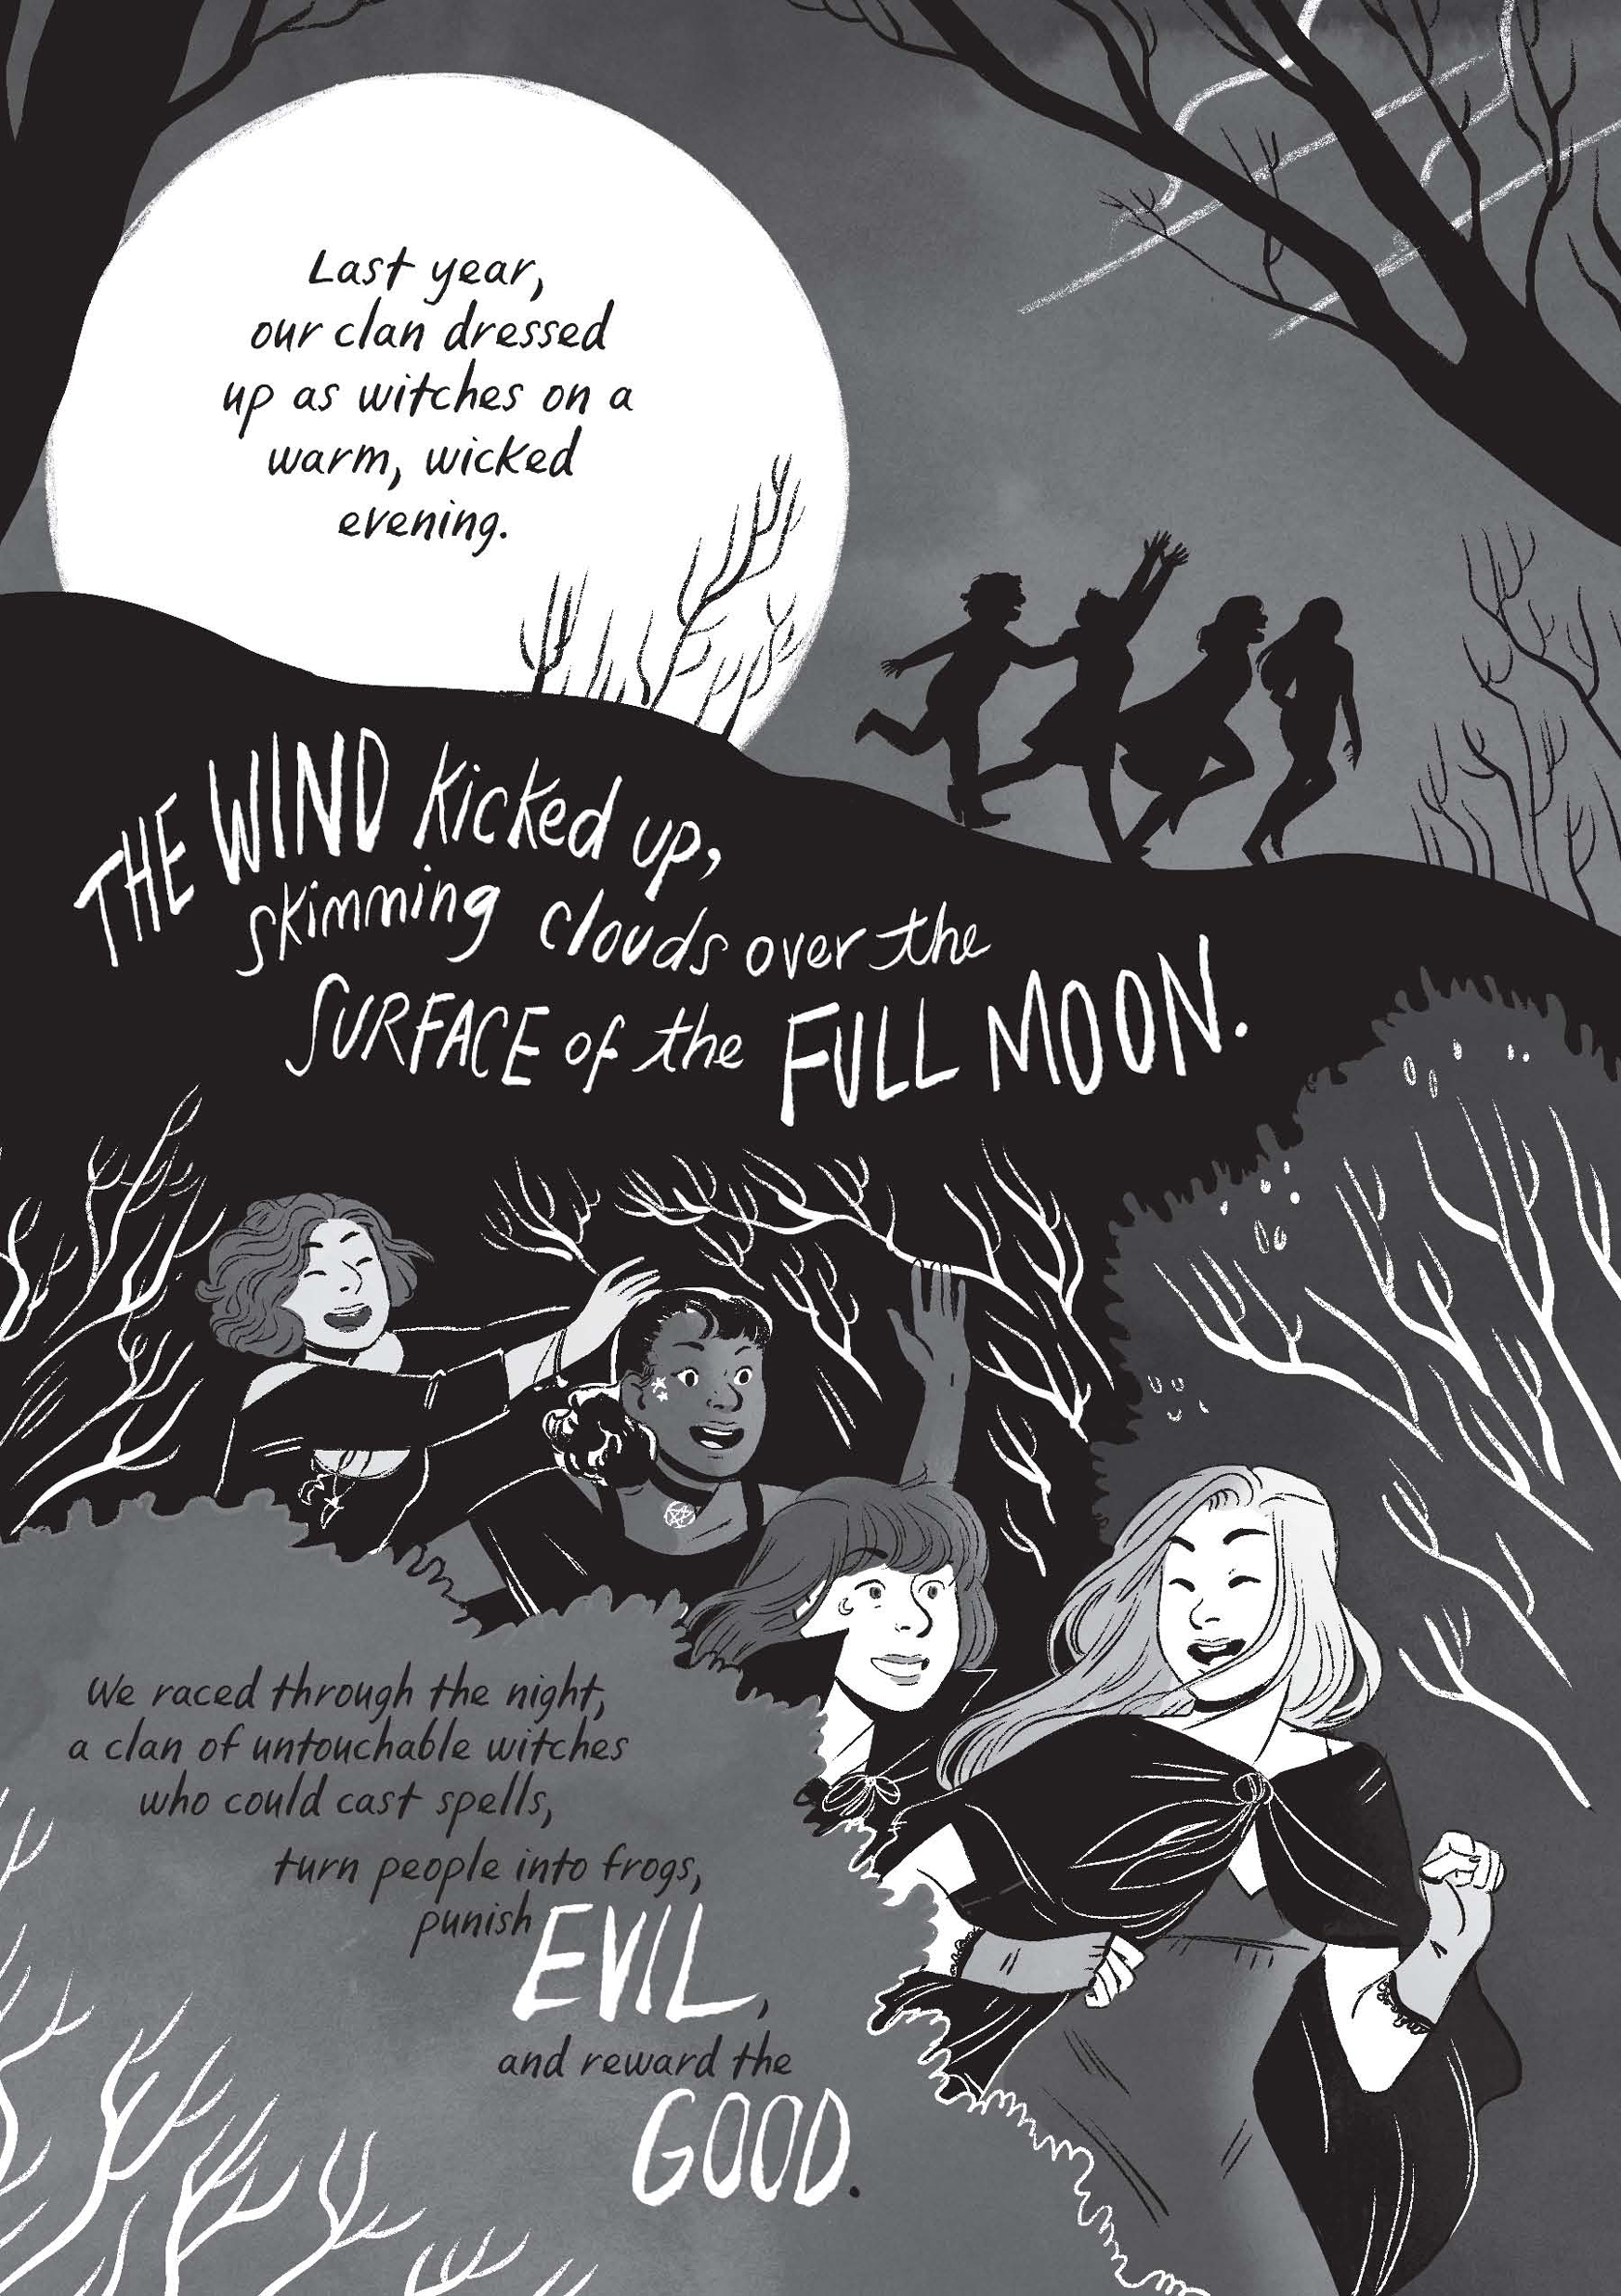 Last year,
our clan dressed
up as witches on a
warm, wicked
evening.
THE WIND kicked up,
skimming clouds over the
SURFACE of the FULL MOON.
We raced through the night,
a clan of untouchable witches
who could cast spells,
turn people into frogs,
punish EVIL,
and reward the
GOOD.